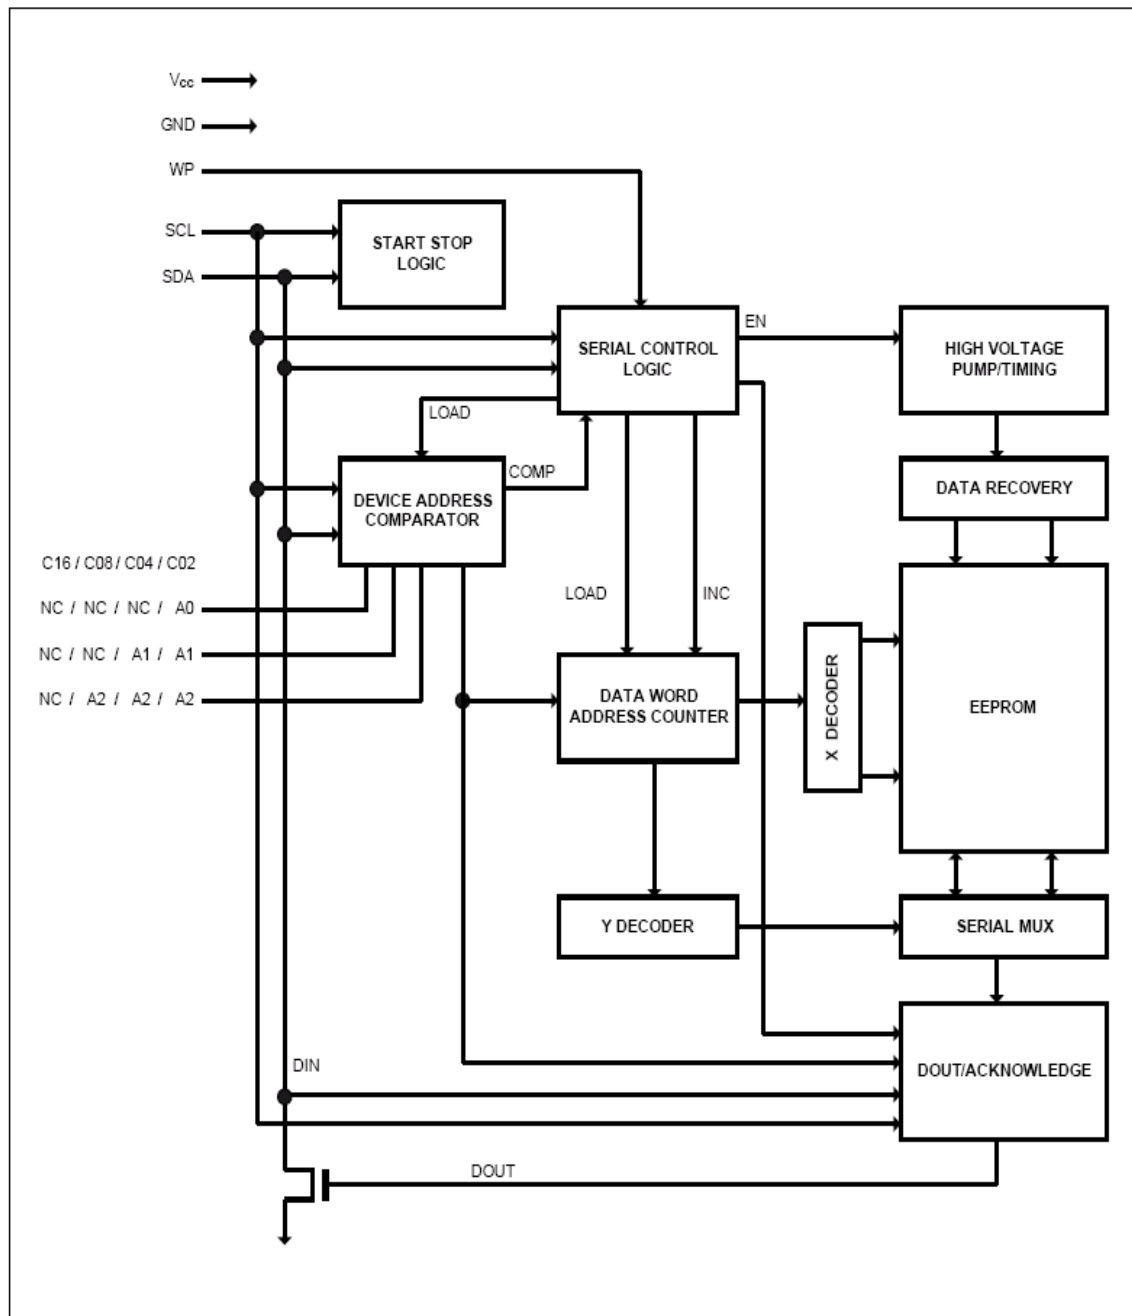 Vcc
GND
WP
SCL
SDA
START STOP
LOGIC
SERIAL CONTROL
LOGIC
EN
HIGH VOLTAGE
PUMP/TIMING
LOAD
COMP
DEVICE ADDRESS
COMPARATOR
DATA RECOVERY
C16 / C08 / C04 / C02
NC / NC / NC / A0
NC / NC / A1 / A1
NC / A2 / A2 / A2
LOAD
INC
DATA WORD
ADDRESS COUNTER
X DECODER
EEPROM
Y DECODER
SERIAL MUX
DIN
DOUT/ACKNOWLEDGE
DOUT